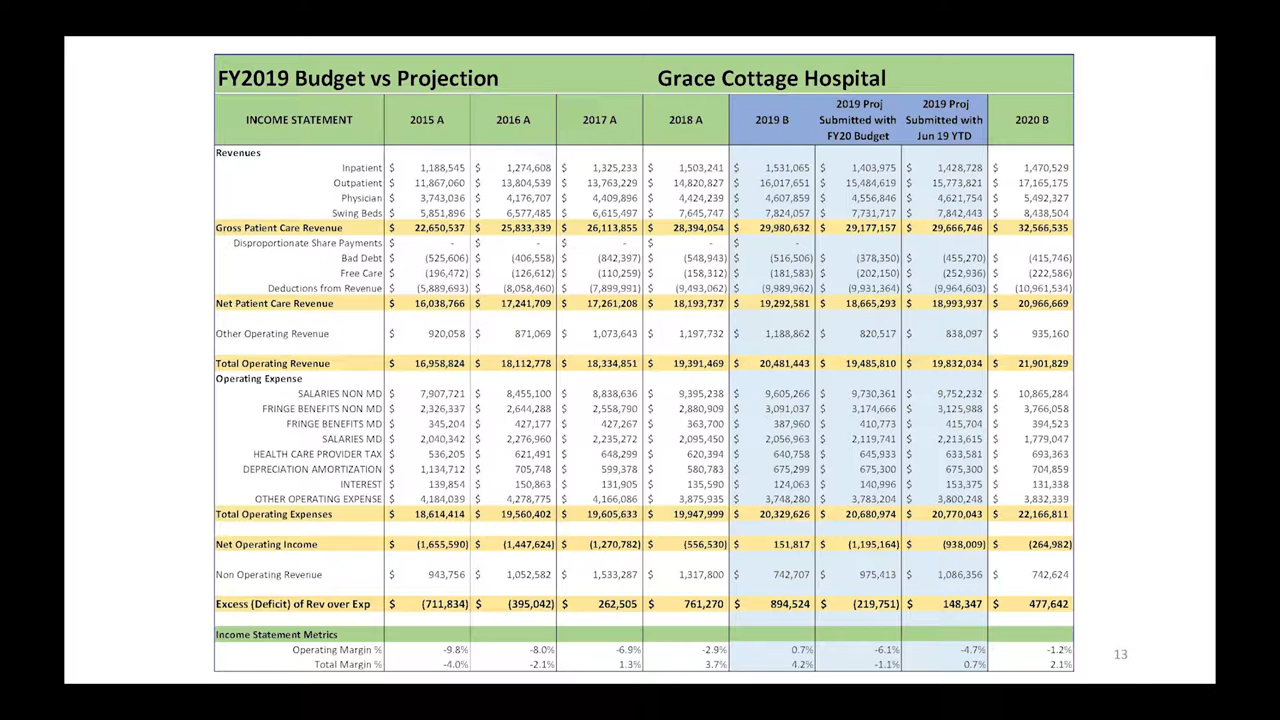 FY2019 Budget vs Projection Grace Cottage Hospital
INCOME STATEMENT 2015 A 2016 A 2017 A 2018 A 2019 B 2019 Proj Submitted with FY20 Budget 2019 Proj Submitted with Jun 19 YTD 2020 B
Revenues
Inpatient $ 1,188,545 $ 1,274,608 $ 1,325,233 $ 1,503,241 $ 1,531,065 $ 1,403,975 $ 1,428,728 $ 1,470,529
Outpatient $ 11,867,060 $ 13,804,539 $ 13,763,229 $ 14,820,827 $ 16,017,651 $ 15,484,619 $ 15,773,821 $ 17,165,175
Physician $ 3,743,036 $ 4,176,707 $ 4,409,896 $ 4,424,239 $ 4,607,859 $ 4,556,846 $ 4,621,754 $ 5,492,327
Swing Beds $ 5,851,896 $ 6,577,485 $ 6,615,497 $ 7,645,747 $ 7,824,057 $ 7,731,717 $ 7,842,443 $ 8,438,504
Gross Patient Care Revenue $ 22,650,537 $ 25,833,339 $ 26,113,855 $ 28,394,054 $ 29,980,632 $ 29,177,157 $ 29,666,746 $ 32,566,535
Disproportionate Share Payments $ - $ - $ - $ - $ -
Bad Debt $ (525,606) $ (406,558) $ (842,397) $ (548,943) $ (516,506) $ (378,350) $ (455,270) $ (415,746)
Free Care $ (196,472) $ (126,612) $ (110,259) $ (158,312) $ (181,583) $ (202,150) $ (252,936) $ (222,586)
Deductions from Revenue $ (5,889,693) $ (8,058,460) $ (7,899,991) $ (9,493,062) $ (9,989,962) $ (9,931,364) $ (9,964,603) $ (10,961,534)
Net Patient Care Revenue $ 16,038,766 $ 17,241,709 $ 17,261,208 $ 18,193,737 $ 19,292,581 $ 18,665,293 $ 18,993,937 $ 20,966,669
Other Operating Revenue $ 920,058 $ 871,069 $ 1,073,643 $ 1,197,732 $ 1,188,862 $ 820,517 $ 838,097 $ 935,160
Total Operating Revenue $ 16,958,824 $ 18,112,778 $ 18,334,851 $ 19,391,469 $ 20,481,443 $ 19,485,810 $ 19,832,034 $ 21,901,829
Operating Expense
SALARIES NON MD $ 7,907,721 $ 8,455,100 $ 8,838,636 $ 9,395,238 $ 9,605,266 $ 9,730,361 $ 9,752,232 $ 10,865,284
FRINGE BENEFITS NON MD $ 2,326,337 $ 2,644,288 $ 2,558,790 $ 2,880,909 $ 3,091,037 $ 3,174,666 $ 3,125,988 $ 3,766,058
FRINGE BENEFITS MD $ 345,204 $ 427,177 $ 427,267 $ 363,700 $ 387,960 $ 410,773 $ 415,704 $ 394,523
SALARIES MD $ 2,040,342 $ 2,276,960 $ 2,235,272 $ 2,095,450 $ 2,056,963 $ 2,119,741 $ 2,213,615 $ 1,779,047
HEALTH CARE PROVIDER TAX $ 536,205 $ 621,491 $ 648,299 $ 620,394 $ 640,758 $ 645,933 $ 633,581 $ 693,363
DEPRECIATION AMORTIZATION $ 1,134,712 $ 705,748 $ 599,378 $ 580,783 $ 675,299 $ 675,300 $ 675,300 $ 704,859
INTEREST $ 139,854 $ 150,863 $ 131,905 $ 135,590 $ 124,063 $ 140,996 $ 153,375 $ 131,338
OTHER OPERATING EXPENSE $ 4,184,039 $ 4,278,775 $ 4,166,086 $ 3,875,935 $ 3,748,280 $ 3,783,204 $ 3,800,248 $ 3,832,339
Total Operating Expenses $ 18,614,414 $ 19,560,402 $ 19,605,633 $ 19,947,999 $ 20,329,626 $ 20,680,974 $ 20,770,043 $ 22,166,811
Net Operating Income $ (1,655,590) $ (1,447,624) $ (1,270,782) $ (556,530) $ 151,817 $ (1,195,164) $ (938,009) $ (264,982)
Non Operating Revenue $ 943,756 $ 1,052,582 $ 1,533,287 $ 1,317,800 $ 742,707 $ 975,413 $ 1,086,356 $ 742,624
Excess (Deficit) of Rev over Exp $ (711,834) $ (395,042) $ 262,505 $ 761,270 $ 894,524 $ (219,751) $ 148,347 $ 477,642
Income Statement Metrics
Operating Margin % -9.8% -8.0% -6.9% -2.9% 0.7% -6.1% -4.7% -1.2%
Total Margin % -4.0% -2.1% 1.3% 3.7% 4.2% -1.1% 0.7% 2.1%
13